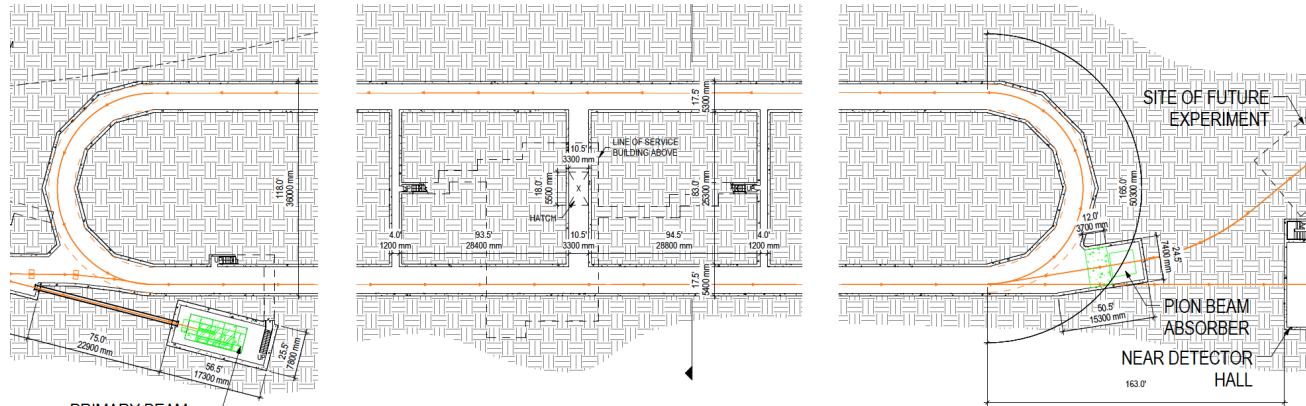 118.0'
36000 mm
75.0'
22900 mm
56.5'
17300 mm
25.5'
7800 mm
PRIMARY BEAM
17.5'
5300 mm
10.5'
3300 mm
LINE OF SERVICE
BUILDING ABOVE
18.0'
5500 mm
X
HATCH
83.0'
25300 mm
4.0'
1200 mm
93.5'
28400 mm
10.5'
3300 mm
94.5'
28800 mm
4.0'
1200 mm
17.5'
5400 mm
SITE OF FUTURE
EXPERIMENT
165.0'
50300 mm
12.0'
3700 mm
24.5'
7400 mm
50.5'
15300 mm
PION BEAM
ABSORBER
NEAR DETECTOR
HALL
163.0'